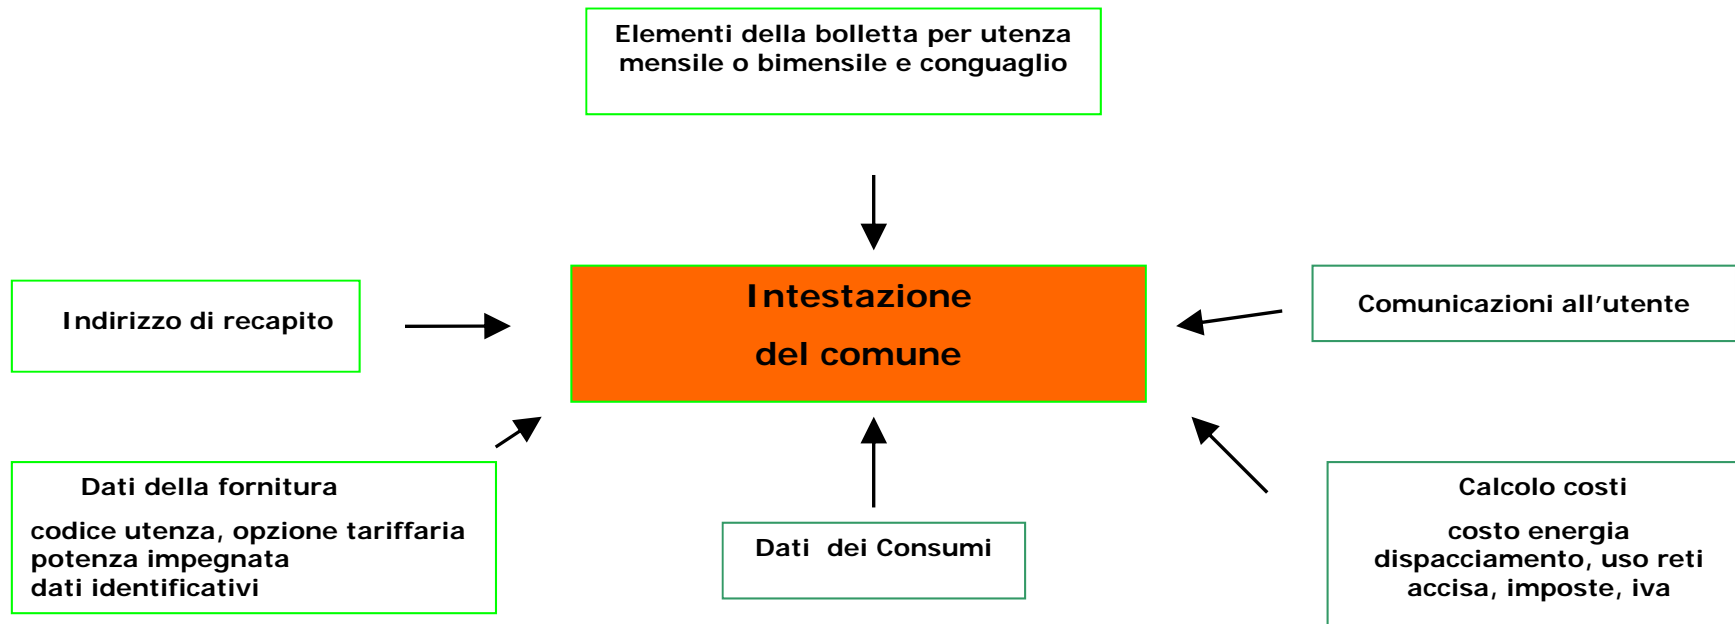 Elementi della bolletta per utenza
mensile o bimensile e conguaglio
Intestazione
del comune
Indirizzo di recapito
Comunicazioni all’utente
Dati della fornitura
codice utenza, opzione tariffaria
potenza impegnata
dati identificativi
Dati dei Consumi
Calcolo costi
costo energia
dispacciamento, uso reti
accisa, imposte, iva